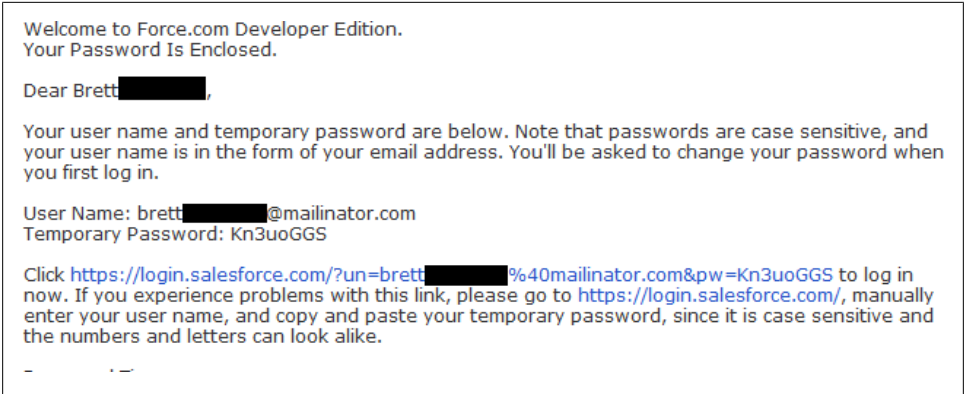 Welcome to Force.com Developer Edition.
Your Password Is Enclosed.
Dear Brett ,
Your user name and temporary password are below. Note that passwords are case sensitive, and
your user name is in the form of your email address. You'll be asked to change your password when
you first log in.
User Name: brett @mailinator.com
Temporary Password: Kn3uoGGS
Click https://login.salesforce.com/?un=brett %40mailinator.com&pw=Kn3uoGGS to log in
now. If you experience problems with this link, please go to https://login.salesforce.com/, manually
enter your user name, and copy and paste your temporary password, since it is case sensitive and
the numbers and letters can look alike.